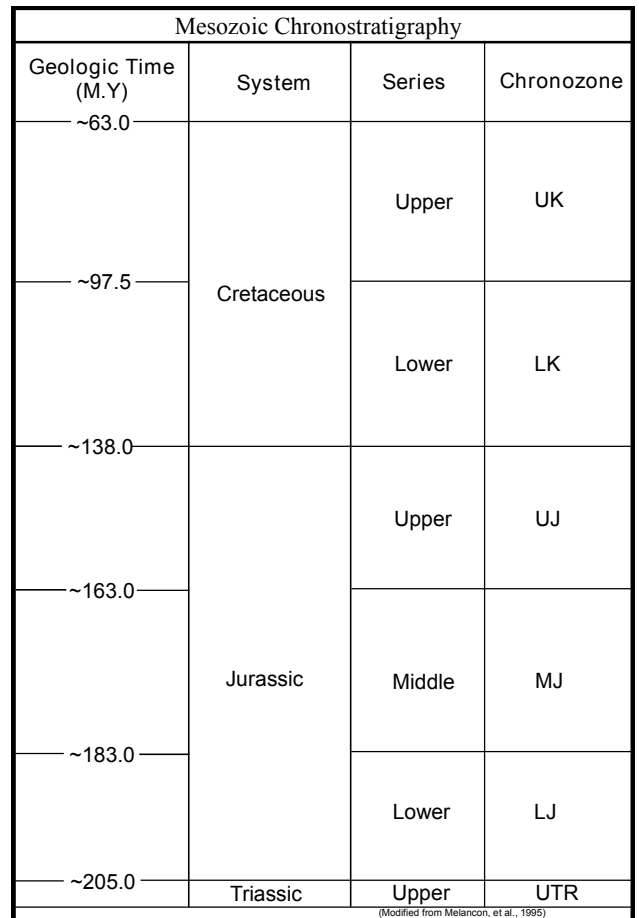 Mesozoic Chronostratigraphy
Geologic Time
(M.Y)
System
Series
Chronozone
~63.0
Upper
UK
~97.5
Cretaceous
Lower
LK
~138.0
Upper
UJ
~163.0
Jurassic
Middle
MJ
~183.0
Lower
LJ
~205.0
Triassic
Upper
UTR
(Modified from Melancon, et al., 1995)